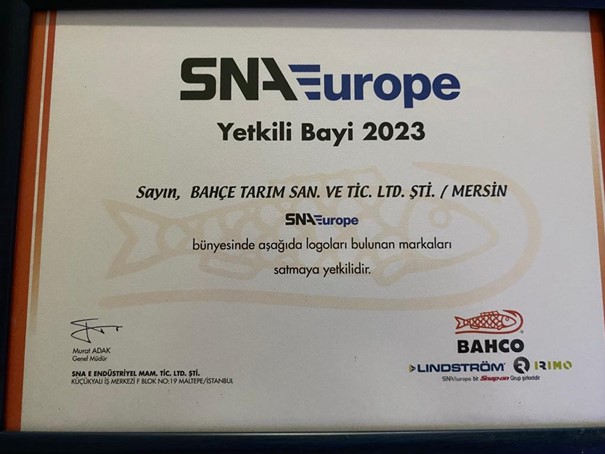 SNAEurope
Yetkili Bayi 2023
Sayın, BAHÇE TARIM SAN. VE TİC. LTD. ŞTİ. / MERSİN
SNAEurope
bünyesinde aşağıda logoları bulunan markaları
satmaya yetkilidir.
Murat ADAK
Genel Müdür
SNA E ENDÜSTRİYEL MAM. TİC. LTD. ŞTİ.
KÜÇÜKYALI İŞ MERKEZİ F BLOK NO:19 MALTEPE/İSTANBUL
BAHCO
LINDSTRÖM IRIMO
SNAEurope bir Snap-on Grup şirketidir